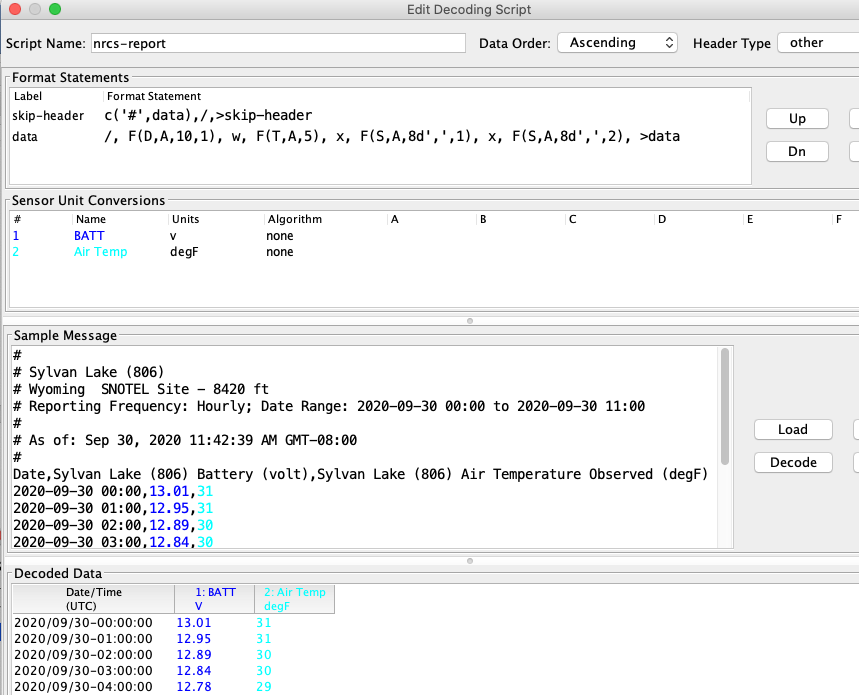 Edit Decoding Script
Script Name: nrcs-report Data Order: Ascending Header Type other
Format Statements
Label Format Statement
skip-header c('#',data),/,>skip-header
data /, F(D,A,10,1), w, F(T,A,5), x, F(S,A,8d',',1), x, F(S,A,8d',',2), >data
Up
Dn
Sensor Unit Conversions
# Name Units Algorithm A B C D E F
1 BATT v none
2 Air Temp degF none
Sample Message
#
# Sylvan Lake (806)
# Wyoming  SNOTEL Site - 8420 ft
# Reporting Frequency: Hourly; Date Range: 2020-09-30 00:00 to 2020-09-30 11:00
#
# As of: Sep 30, 2020 11:42:39 AM GMT-08:00
#
Date,Sylvan Lake (806) Battery (volt),Sylvan Lake (806) Air Temperature Observed (degF)
2020-09-30 00:00,13.01,31
2020-09-30 01:00,12.95,31
2020-09-30 02:00,12.89,30
2020-09-30 03:00,12.84,30
Load
Decode
Decoded Data
Date/Time 1: BATT 2: Air Temp
(UTC) V degF
2020/09/30-00:00:00 13.01 31
2020/09/30-01:00:00 12.95 31
2020/09/30-02:00:00 12.89 30
2020/09/30-03:00:00 12.84 30
2020/09/30-04:00:00 12.78 29